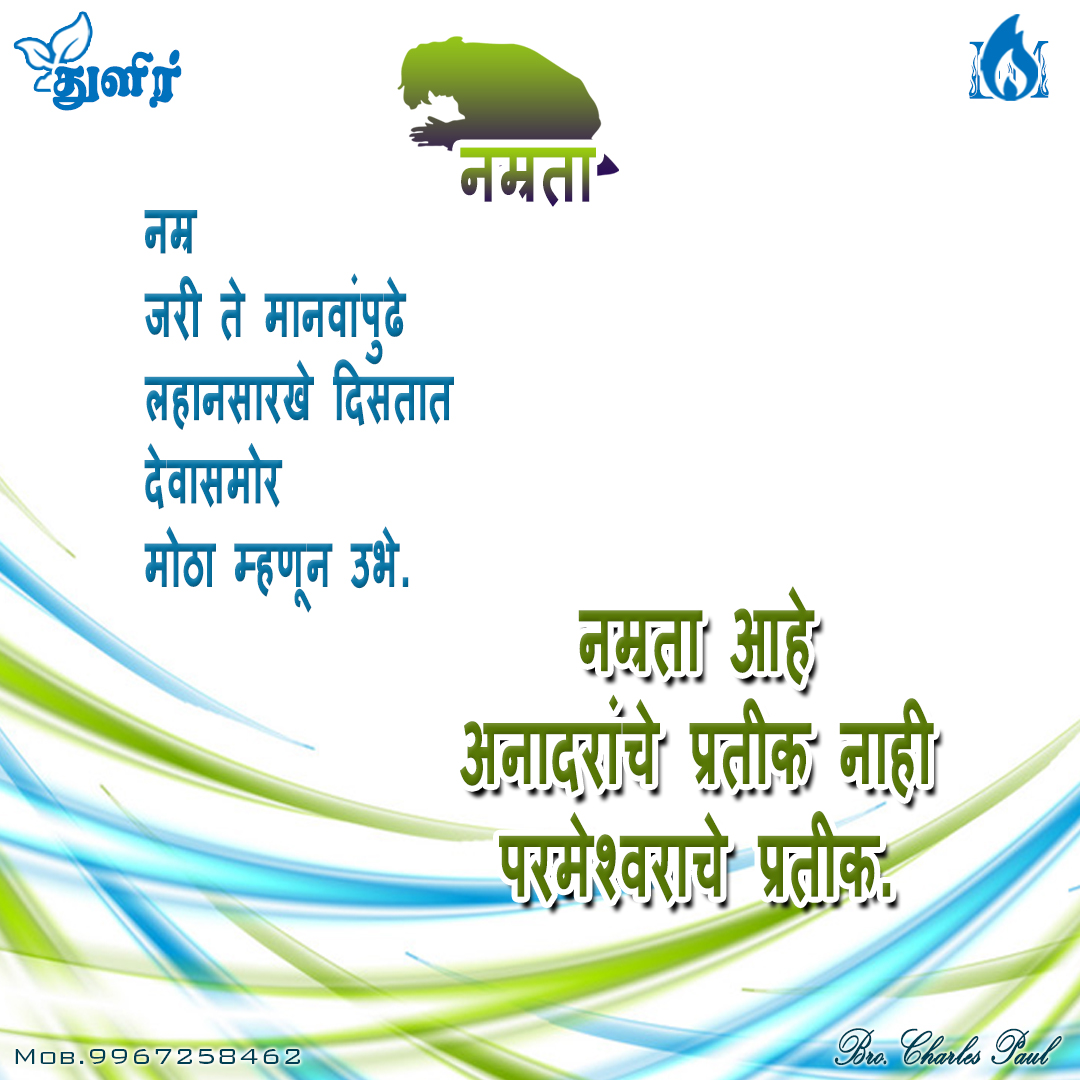 துளிர்
नम्रता
नम्र
जरी ते मानवांपुढे
लहानसारखे दिसतात
देवासमोर
मोठा म्हणून उभे.
नम्रता आहे
अनादरांचे प्रतीक नाही
परमेश्वराचे प्रतीक.
Mob.9967258462
Bro. Charles Paul